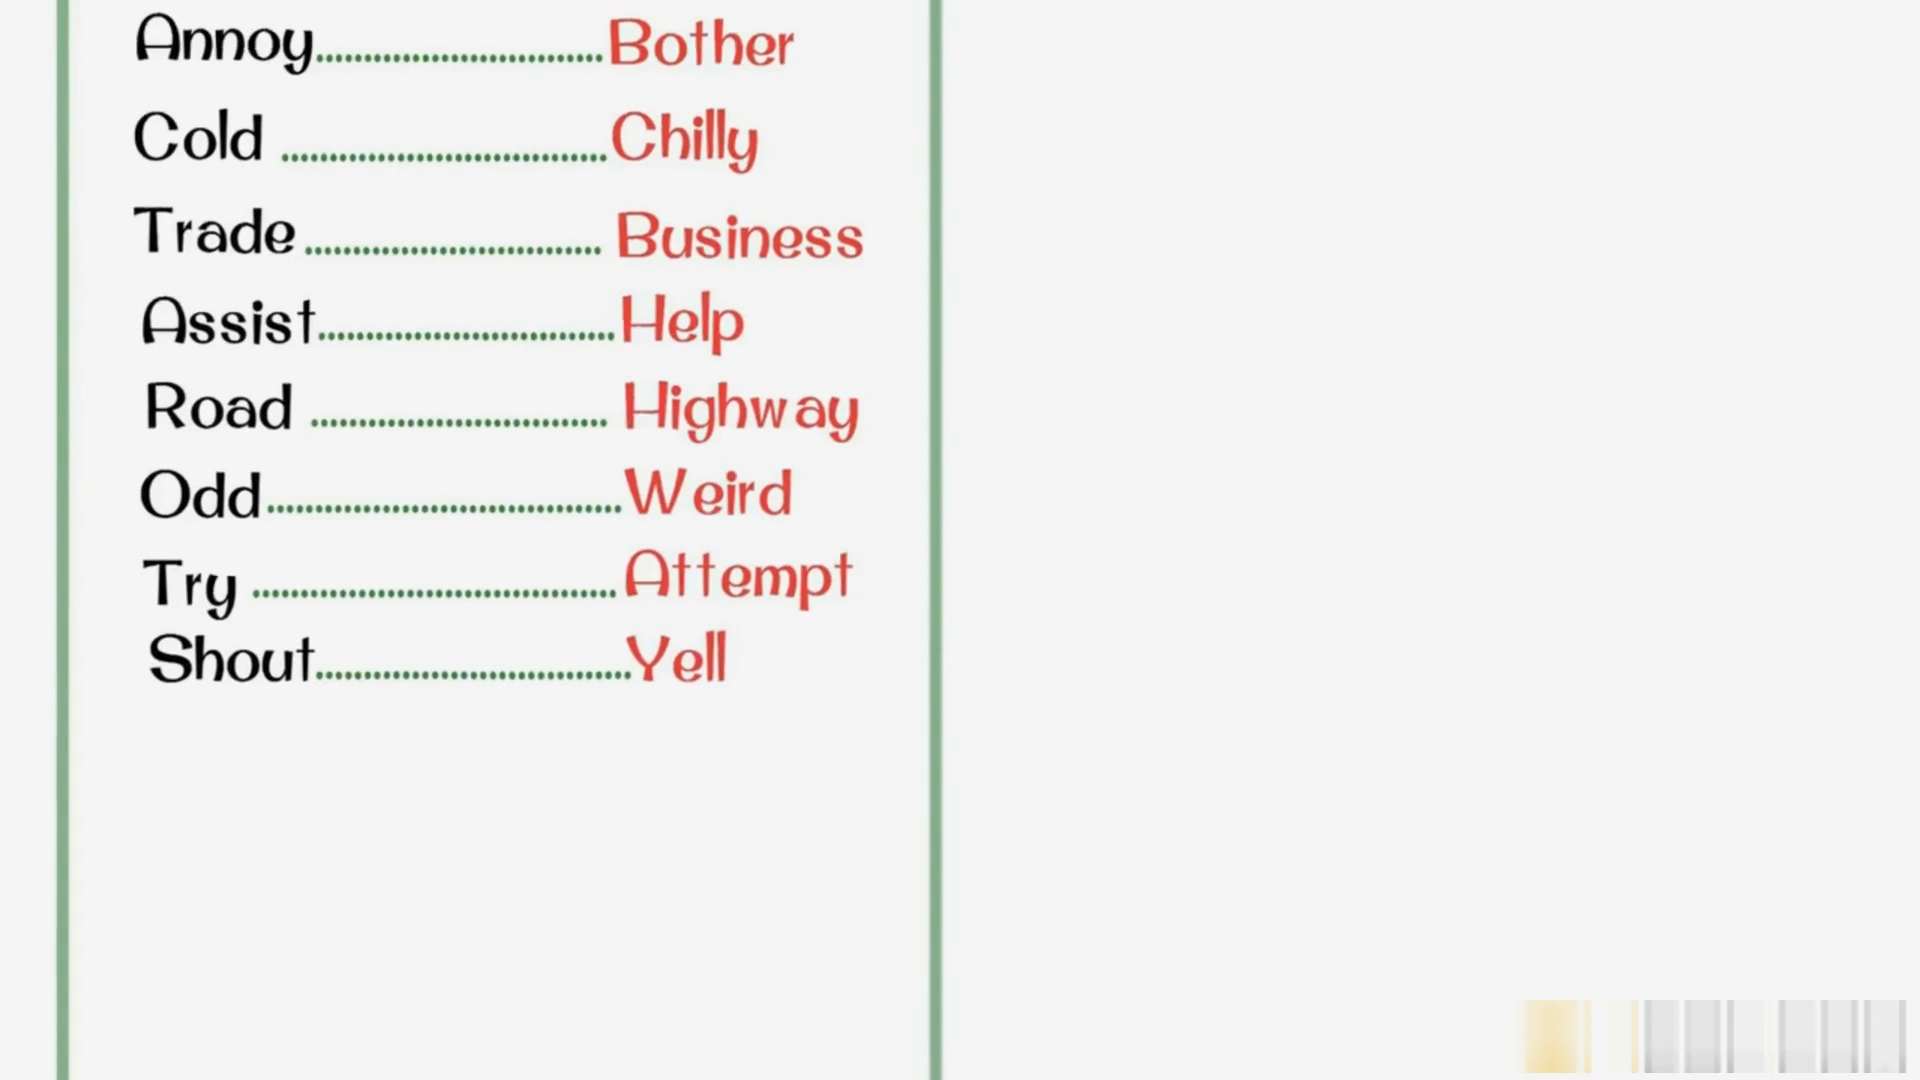 Annoy..............................Bother
Cold ..................................Chilly
Trade ............................... Business
Assist...............................Help
Road ............................... Highway
Odd.....................................Weird
Try ......................................Attempt
Shout.................................Yell